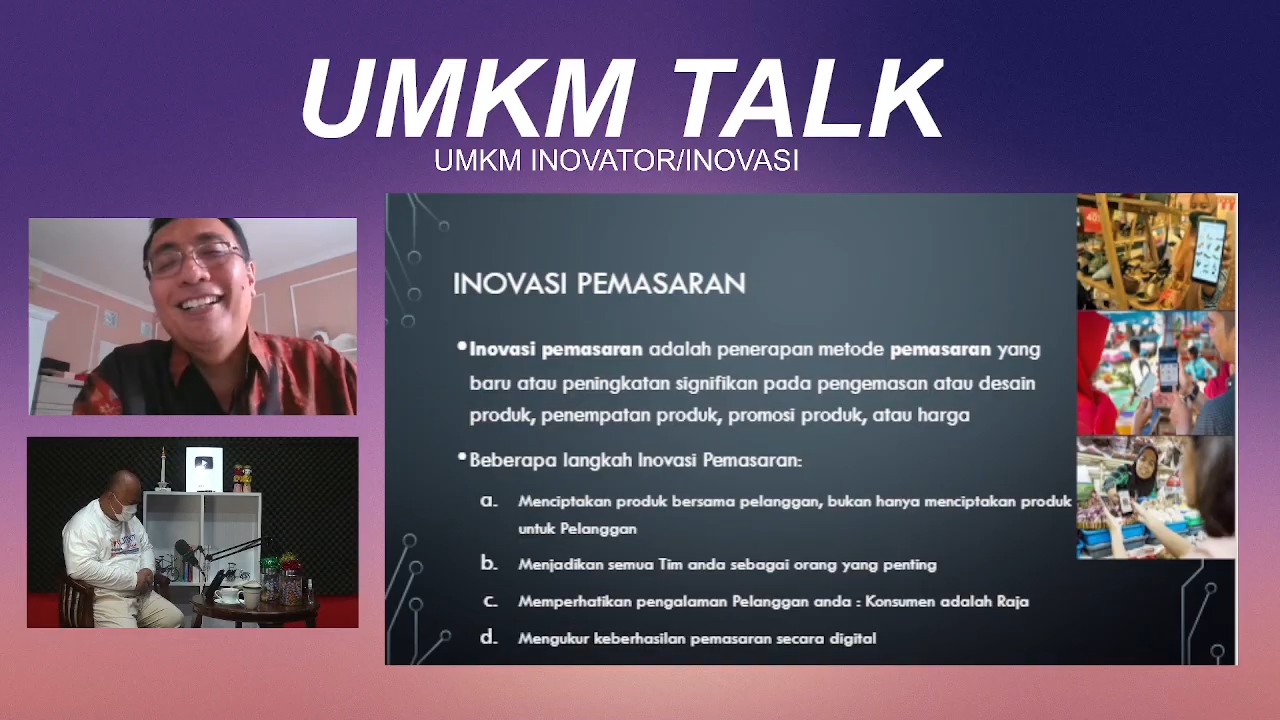 UMKM TALK
UMKM INOVATOR/INOVASI
INOVASI PEMASARAN
•Inovasi pemasaran adalah penerapan metode pemasaran yang
baru atau peningkatan signifikan pada pengemasan atau desain
produk, penempatan produk, promosi produk, atau harga
•Beberapa langkah Inovasi Pemasaran:
a. Menciptakan produk bersama pelanggan, bukan hanya menciptakan produk
untuk Pelanggan
b. Menjadikan semua Tim anda sebagai orang yang penting
c. Memperhatikan pengalaman Pelanggan anda : Konsumen adalah Raja
d. Mengukur keberhasilan pemasaran secara digital